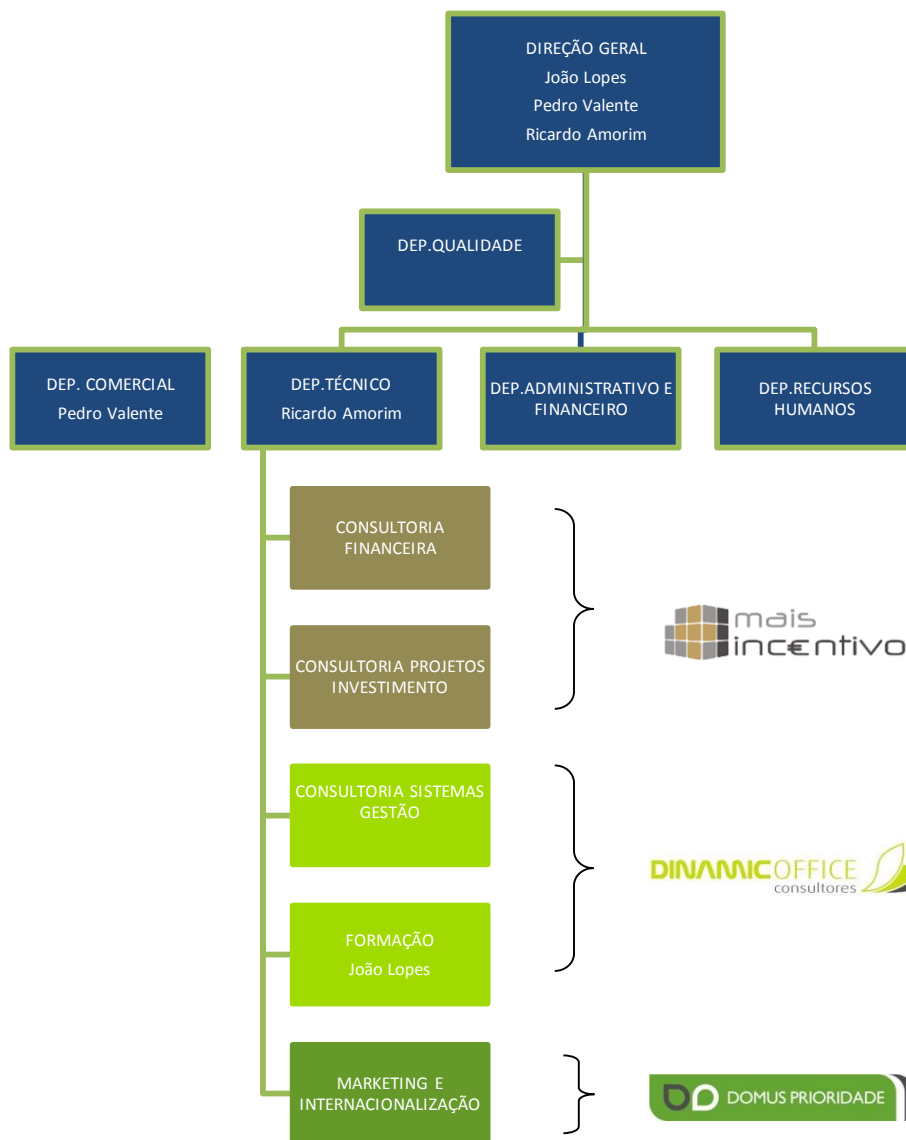 DIREÇÃO GERAL
João Lopes
Pedro Valente
Ricardo Amorim
DEP.QUALIDADE
DEP. COMERCIAL
Pedro Valente
DEP.TÉCNICO
Ricardo Amorim
DEP.ADMINISTRATIVO E
FINANCEIRO
DEP.RECURSOS
HUMANOS
CONSULTORIA
FINANCEIRA
CONSULTORIA PROJETOS
INVESTIMENTO
mais
inc€ntivo
CONSULTORIA SISTEMAS
GESTÃO
FORMAÇÃO
João Lopes
DINAMICOFFICE
consultores
MARKETING E
INTERNACIONALIZAÇÃO
DOMUS PRIORIDADE